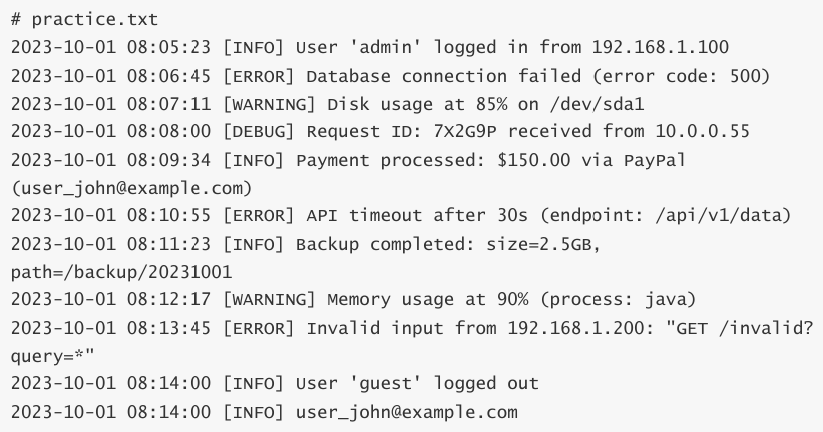 # practice.txt
2023-10-01 08:05:23 [INFO] User 'admin' logged in from 192.168.1.100
2023-10-01 08:06:45 [ERROR] Database connection failed (error code: 500)
2023-10-01 08:07:11 [WARNING] Disk usage at 85% on /dev/sda1
2023-10-01 08:08:00 [DEBUG] Request ID: 7X2G9P received from 10.0.0.55
2023-10-01 08:09:34 [INFO] Payment processed: $150.00 via PayPal
(user_john@example.com)
2023-10-01 08:10:55 [ERROR] API timeout after 30s (endpoint: /api/v1/data)
2023-10-01 08:11:23 [INFO] Backup completed: size=2.5GB,
path=/backup/20231001
2023-10-01 08:12:17 [WARNING] Memory usage at 90% (process: java)
2023-10-01 08:13:45 [ERROR] Invalid input from 192.168.1.200: "GET /invalid?
query=*"
2023-10-01 08:14:00 [INFO] User 'guest' logged out
2023-10-01 08:14:00 [INFO] user_john@example.com